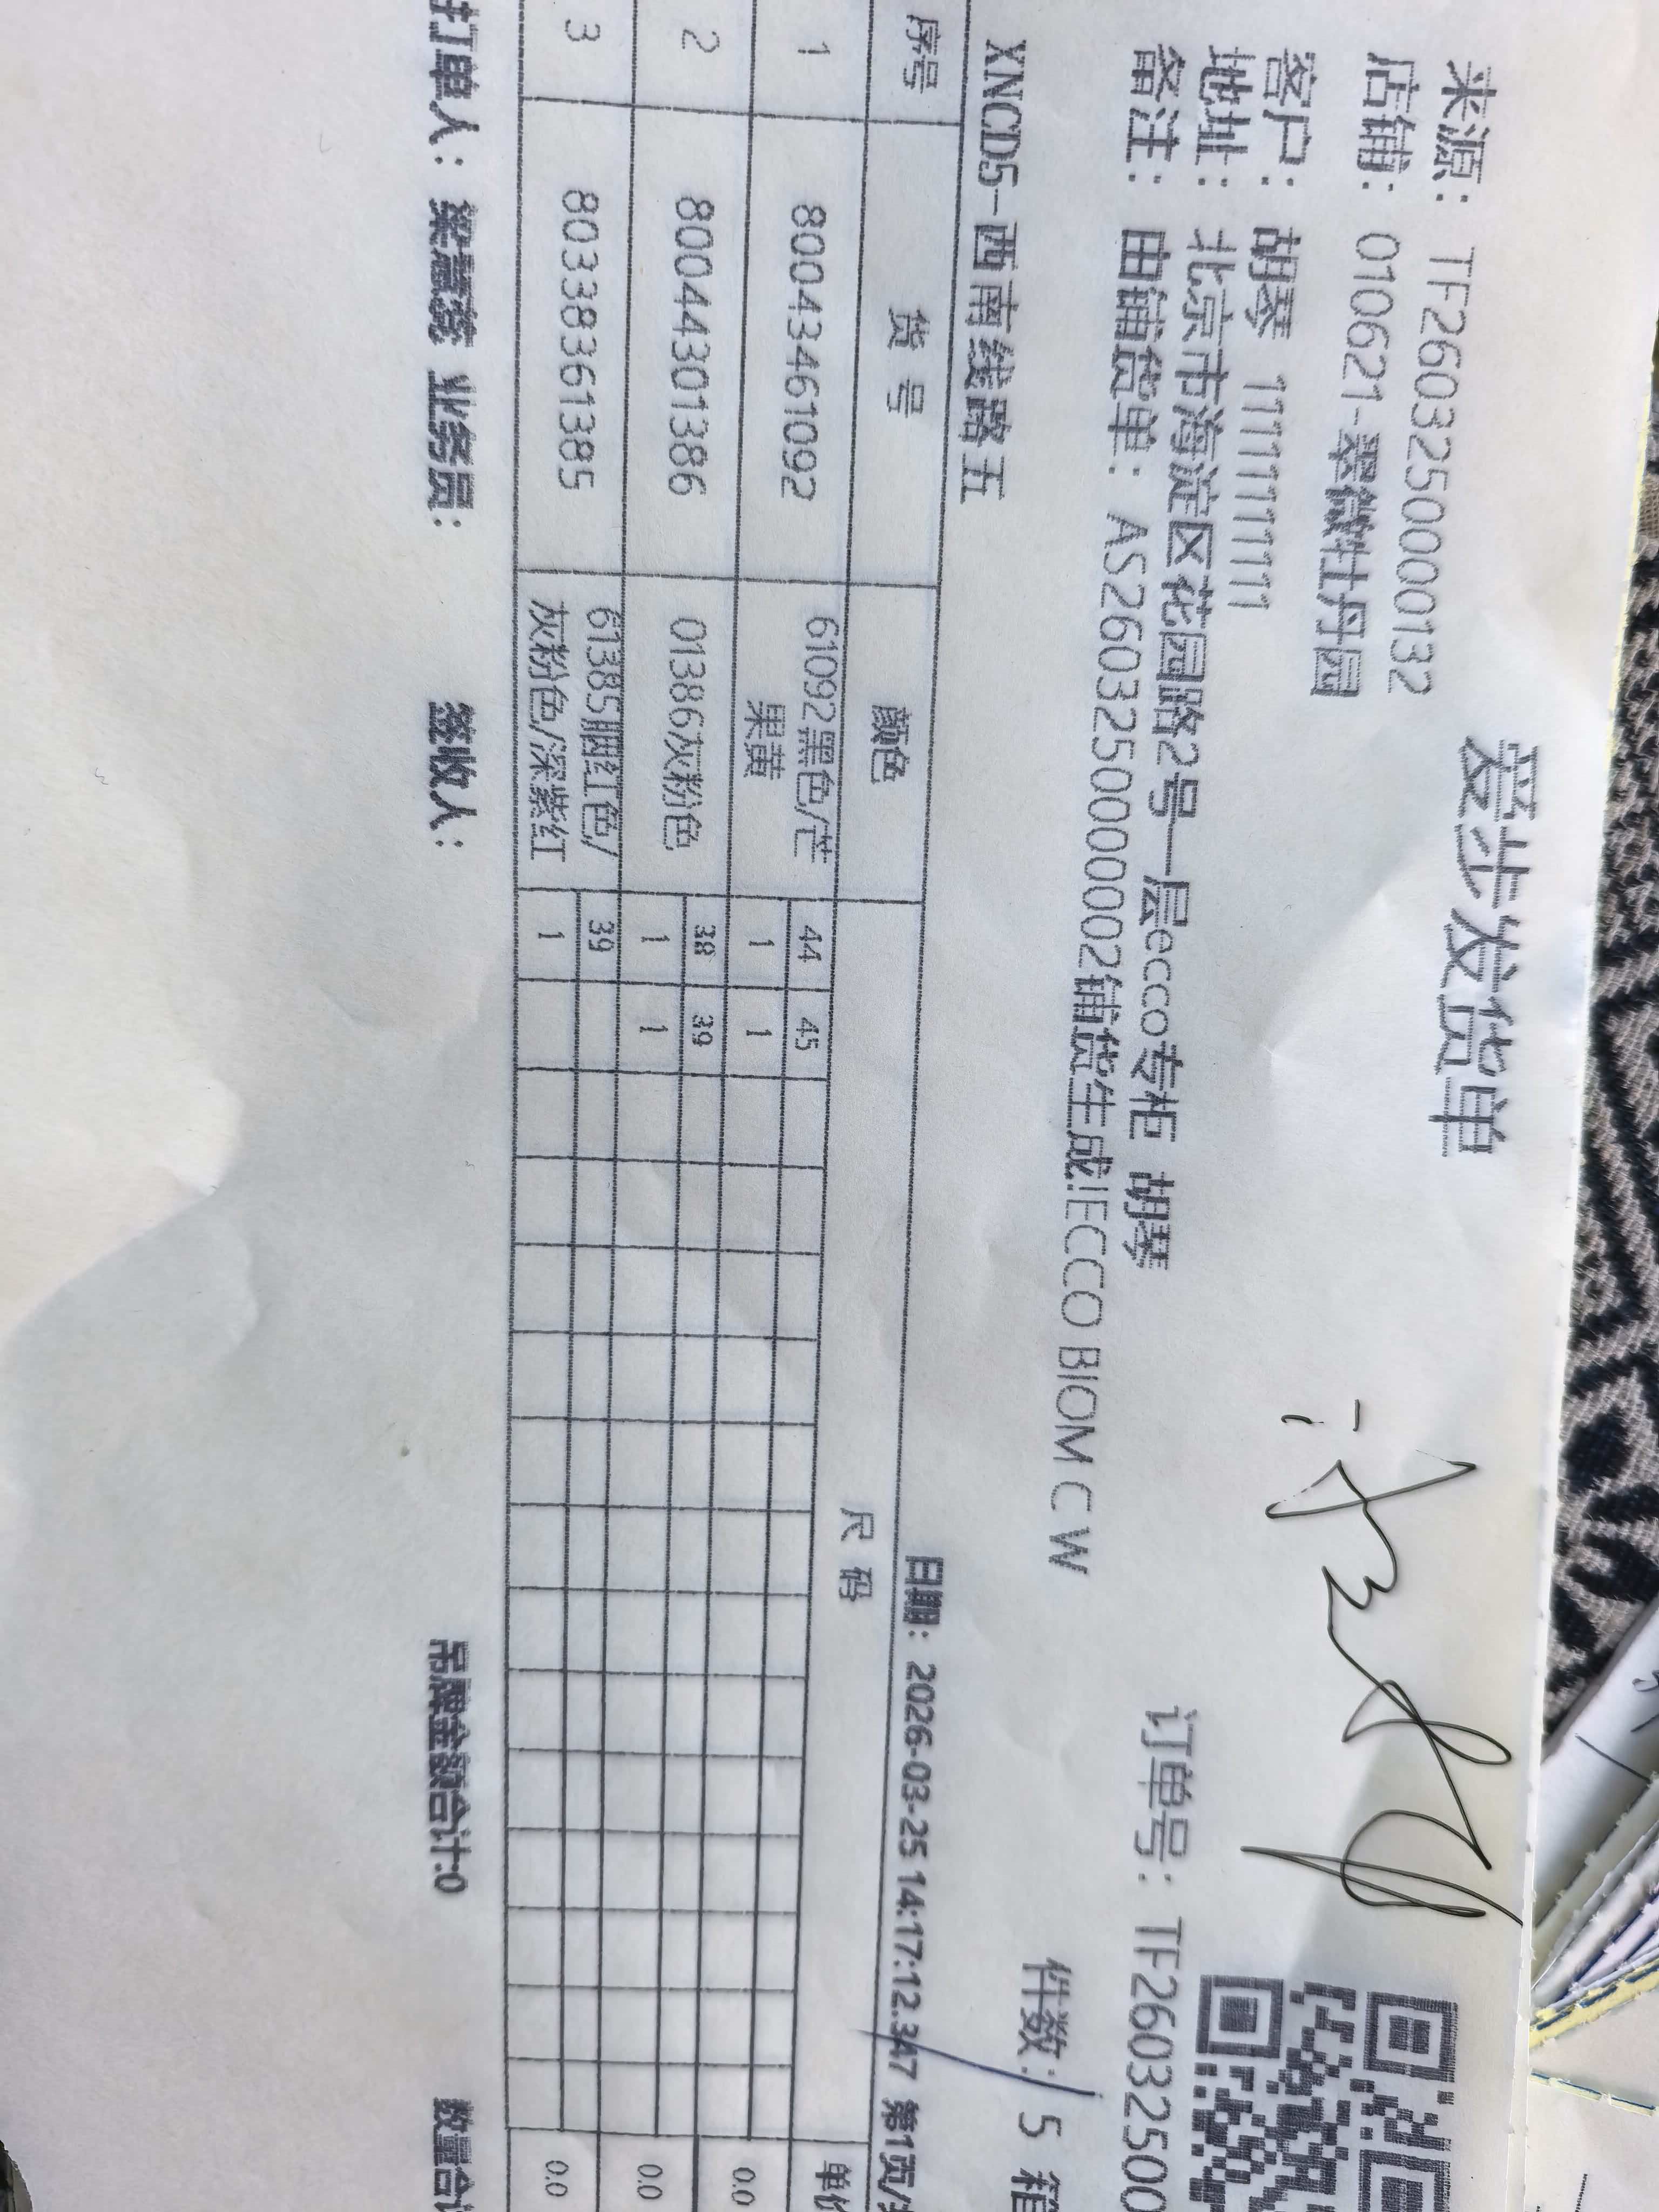 爱步发货单
来源: TF260325000132
店铺: 010621-翠微牡丹园
客户: 胡琴 11111111111
订单号: TF26032500
地址: 北京市海淀区花园路2号一层ecco专柜 胡琴
备注: 由铺货单: AS260325000002铺货生成!ECCO BIOM C W
件数: 5 箱
XNCD5-西南线路五
日期: 2026-03-25 14:17:12.347 第1页/
序号 货 号 颜色 尺 码 单价
1 8004346109​2 61092黑色/芒果黄 44 45 0.0
1 1
2 80044301386 01386灰粉色 38 39 0.0
1 1
3 80338361385 61385胭红色/灰粉色/深紫红 39 0.0
1
打单人: 梁慧 业务员: 签收人: 吊牌金额合计:0 数量合